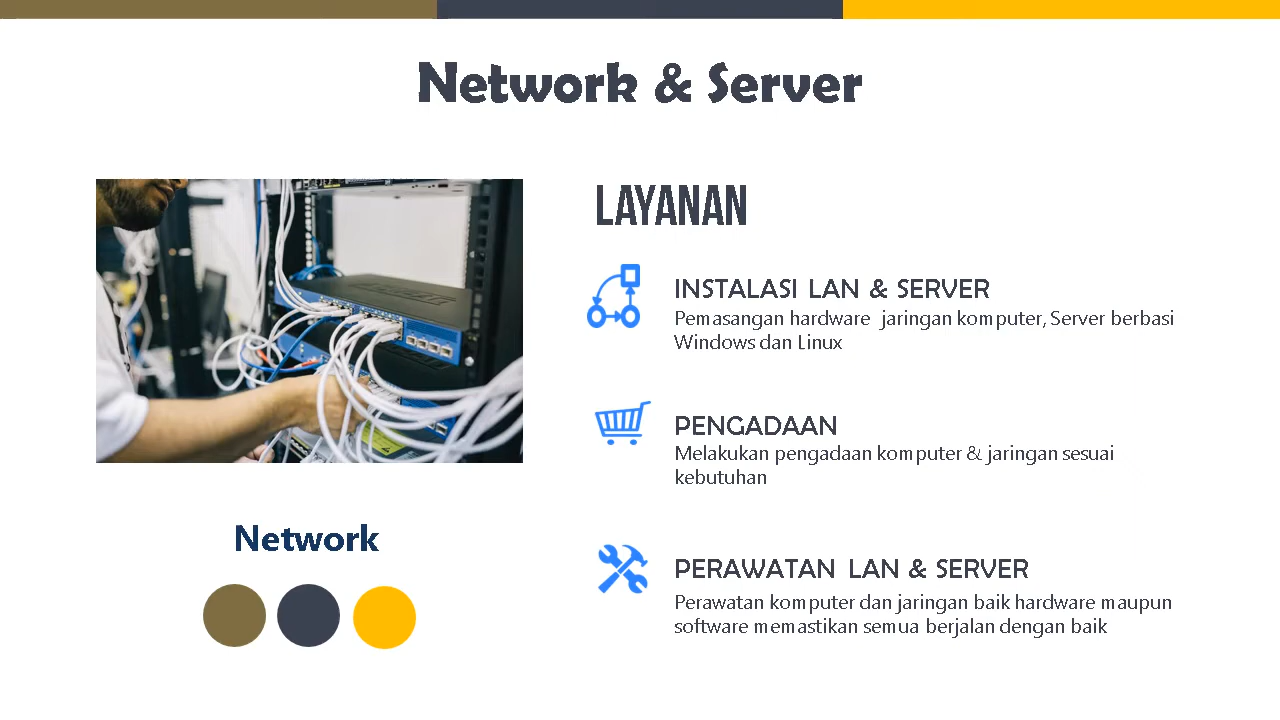 Network & Server
LAYANAN
INSTALASI LAN & SERVER
Pemasangan hardware jaringan komputer, Server berbasi
Windows dan Linux
PENGADAAN
Melakukan pengadaan komputer & jaringan sesuai
kebutuhan
Network
PERAWATAN LAN & SERVER
Perawatan komputer dan jaringan baik hardware maupun
software memastikan semua berjalan dengan baik